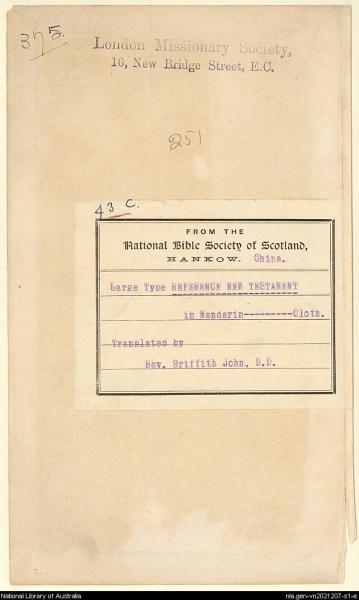 375.
London Missionary Society,
16, New Bridge Street, E.C.
251
43 C.
FROM THE
National Bible Society of Scotland,
HANKOW. China.
Large Type REFERENCE NEW TESTAMENT
in Mandarin---------Cloth.
Translated by
Rev. Griffith John, D.D.
National Library of Australia
nla.gen-vn2021207-s1-e